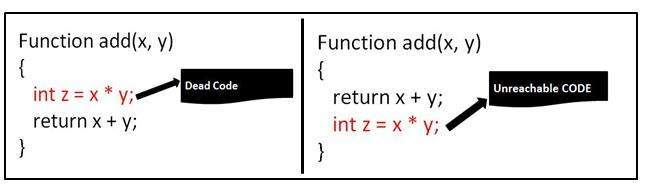 Function add(x, y)
{
int z = x * y;
Dead Code
return x + y;
}
Function add(x, y)
{
return x + y;
Unreachable CODE
int z = x * y;
}